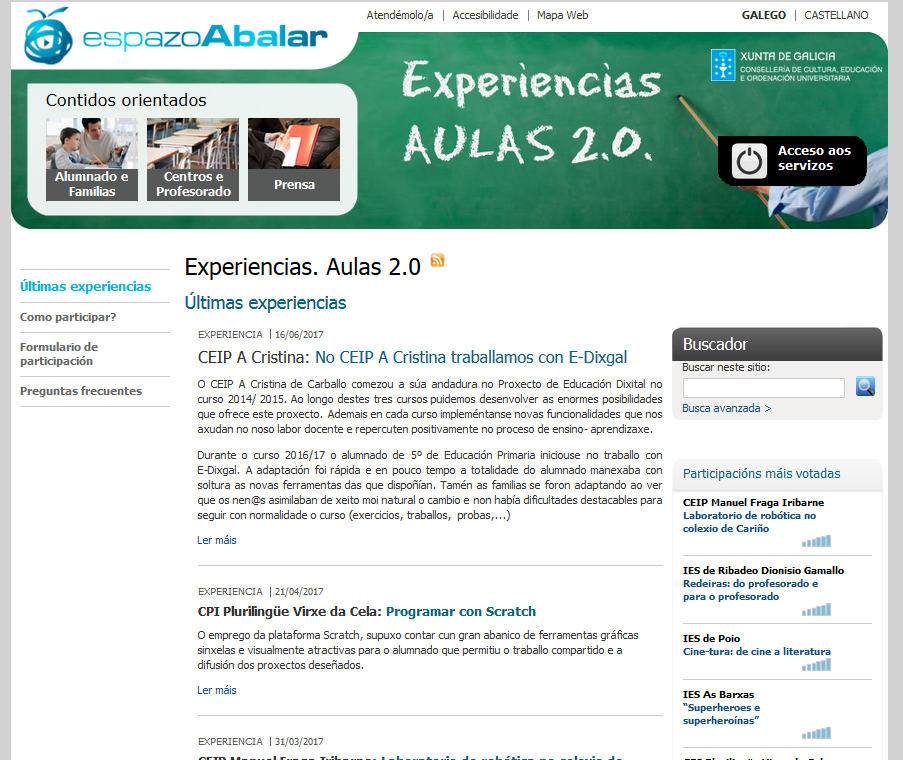 Atendémolo/a | Accesibilidade | Mapa Web
GALEGO | CASTELLANO
espazoAbalar
Contidos orientados
Alumnado e
Familias
Centros e
Profesorado
Prensa
Experiencias
AULAS 2.0.
XUNTA DE GALICIA
CONSELLERÍA DE CULTURA, EDUCACIÓN
E ORDENACIÓN UNIVERSITARIA
Acceso aos
servizos
Últimas experiencias
Como participar?
Formulario de
participación
Preguntas frecuentes
Experiencias. Aulas 2.0
Últimas experiencias
EXPERIENCIA | 16/06/2017
CEIP A Cristina: No CEIP A Cristina traballamos con E-Dixgal
O CEIP A Cristina de Carballo comezou a súa andadura no Proxecto de Educación Dixital no
curso 2014/ 2015. Ao longo destes tres cursos puidemos desenvolver as enormes posibilidades
que ofrece este proxecto. Ademais en cada curso impleméntanse novas funcionalidades que nos
axudan no noso labor docente e repercuten positivamente no proceso de ensino- aprendizaxe.
Durante o curso 2016/17 o alumnado de 5º de Educación Primaria iniciouse no traballo con
E-Dixgal. A adaptación foi rápida e en pouco tempo a totalidade do alumnado manexaba con
soltura as novas ferramentas das que dispoñían. Tamén as familias se foron adaptando ao ver
que os nen@s asimilaban de xeito moi natural o cambio e non había dificultades destacables para
seguir con normalidade o curso (exercicios, traballos, probas,...)
Ler máis
EXPERIENCIA | 21/04/2017
CPI Plurilingüe Virxe da Cela: Programar con Scratch
O emprego da plataforma Scratch, supuxo contar cun gran abanico de ferramentas gráficas
sinxelas e visualmente atractivas para o alumnado que permitiu o traballo compartido e a
difusión dos proxectos deseñados.
Ler máis
EXPERIENCIA | 31/03/2017
CEIP Manuel Fraga Iribarne: Laboratorio de robótica no colexio de
Buscador
Buscar neste sitio:
Busca avanzada >
Participacións máis votadas
CEIP Manuel Fraga Iribarne
Laboratorio de robótica no
colexio de Cariño
IES de Ribadeo Dionisio Gamallo
Redeiras: do profesorado e
para o profesorado
IES de Poio
Cine-tura: de cine a literatura
IES As Barxas
“Superheroes e
superheroínas”